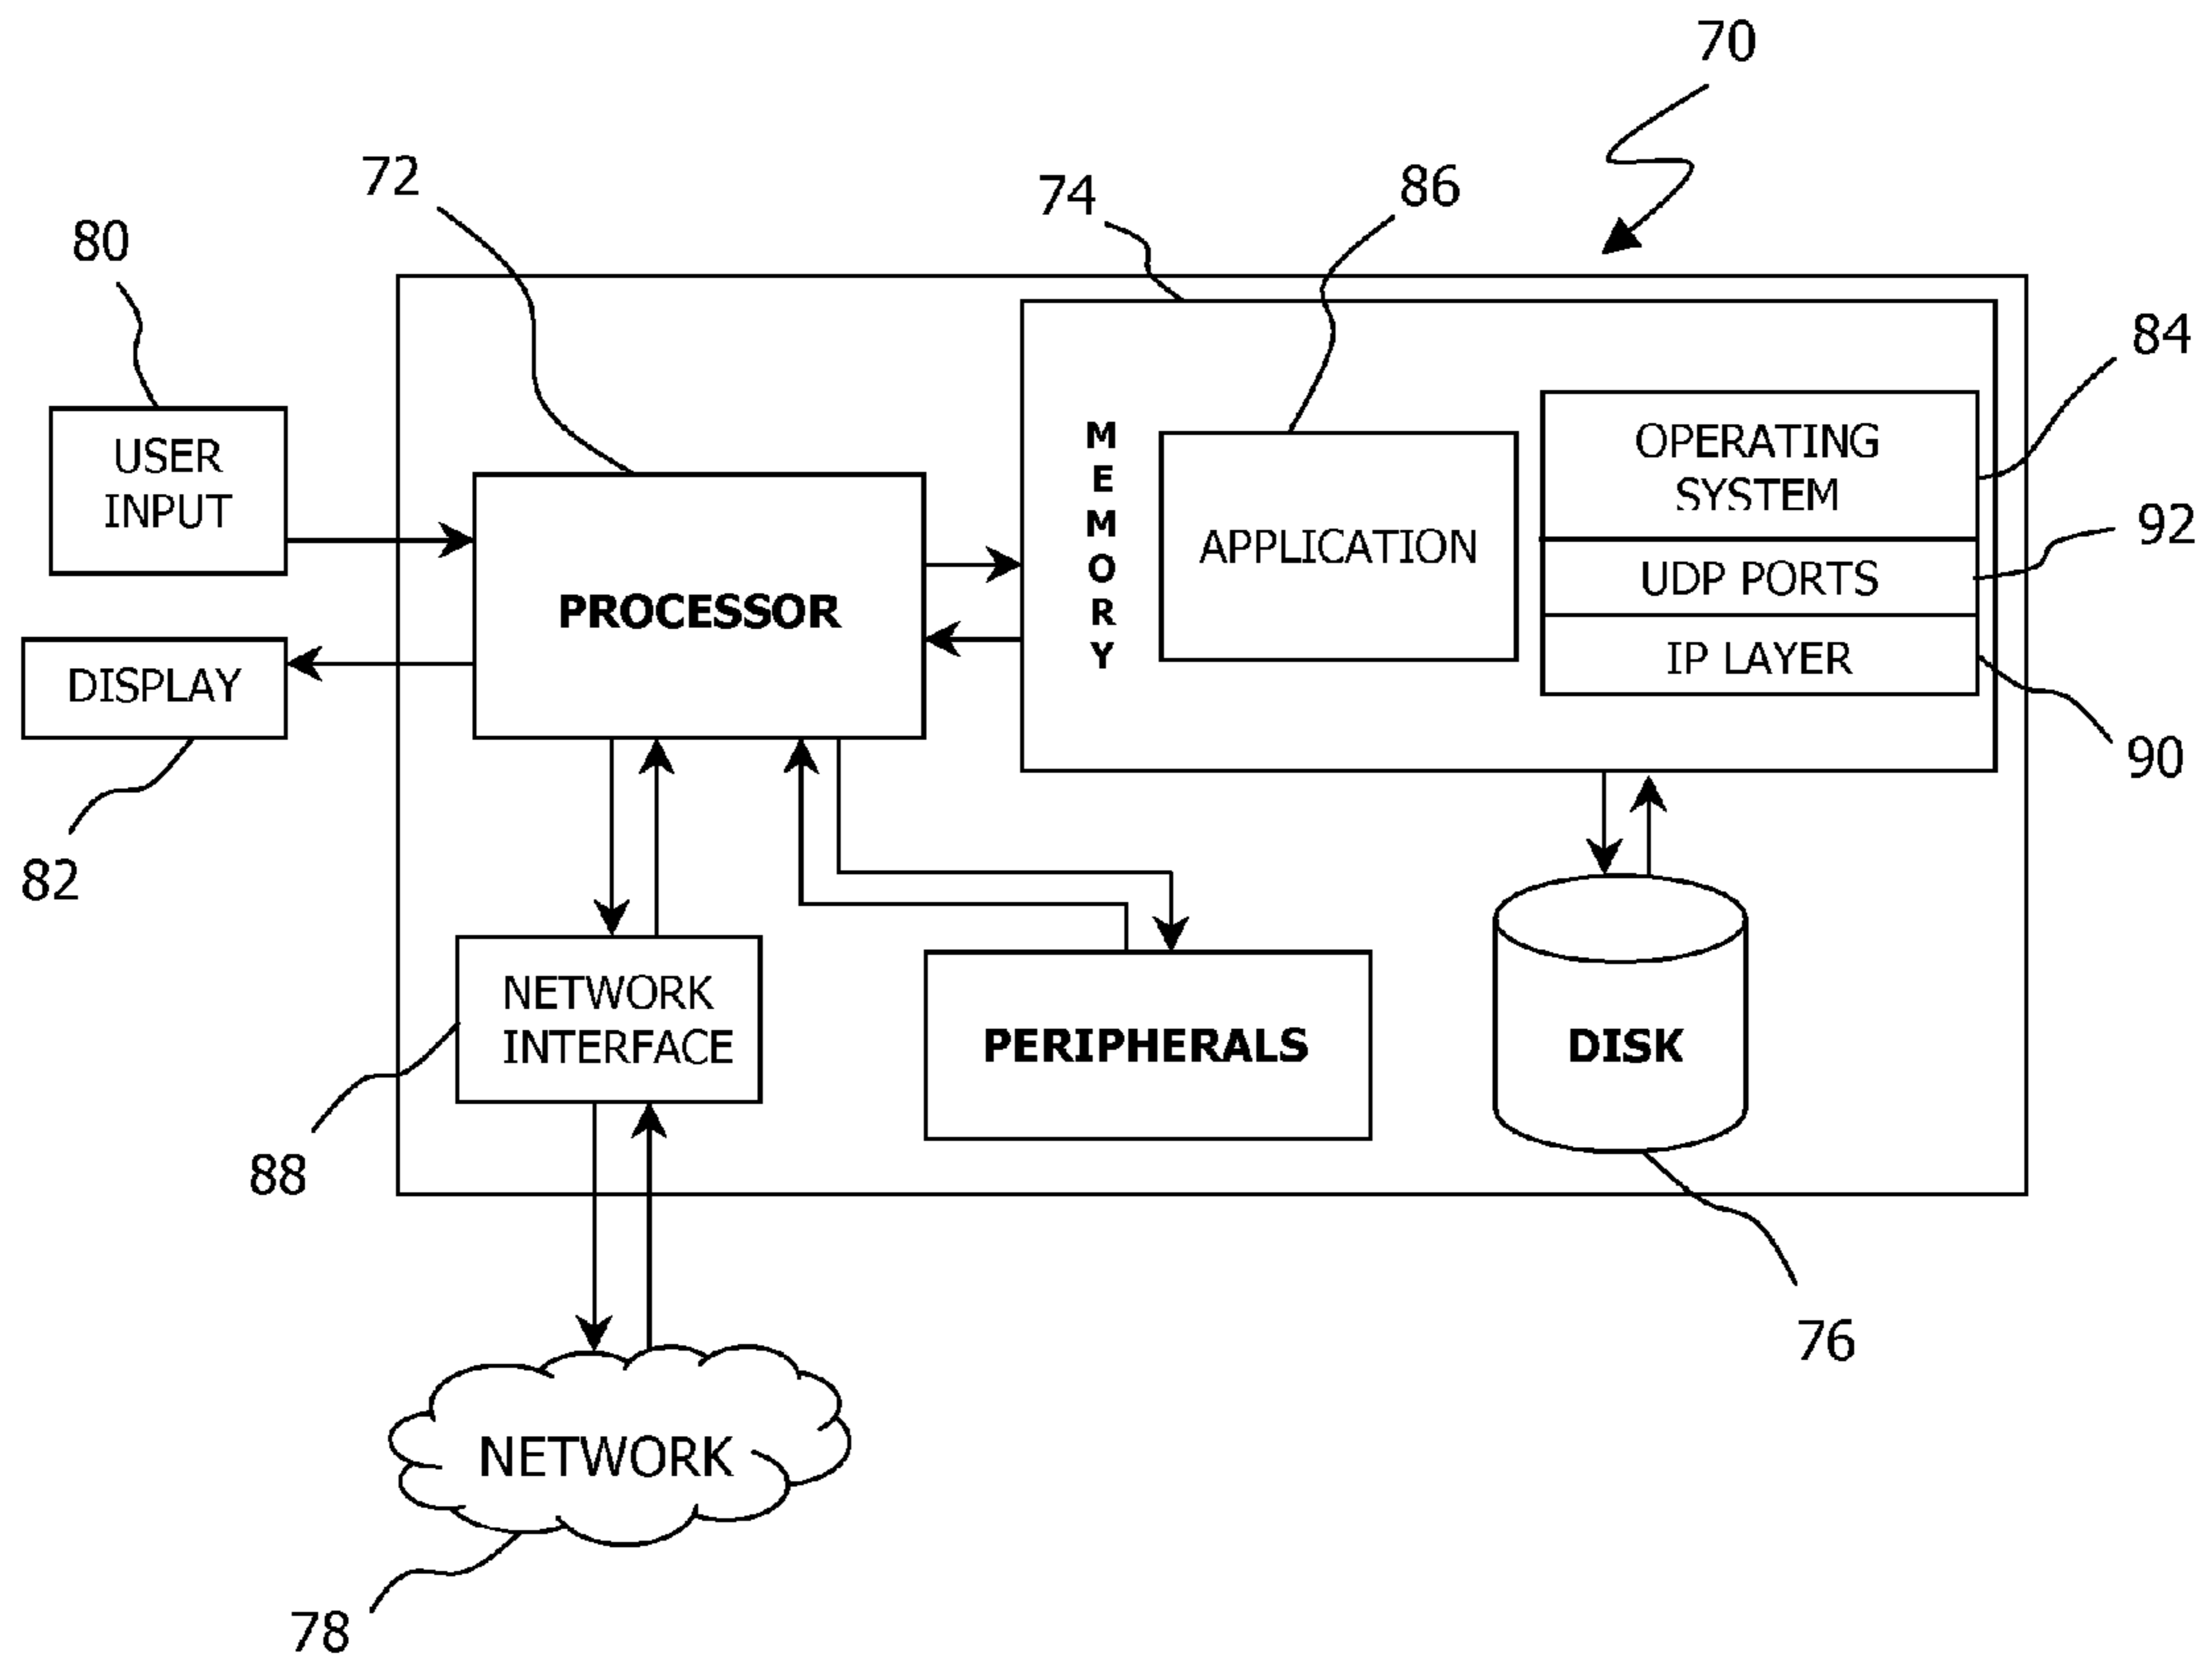 70
72
74
86
80
84
USER
INPUT
MEMORY
OPERATING
SYSTEM
92
APPLICATION
UDP PORTS
PROCESSOR
IP LAYER
DISPLAY
90
82
NETWORK
INTERFACE
PERIPHERALS
DISK
88
76
NETWORK
78